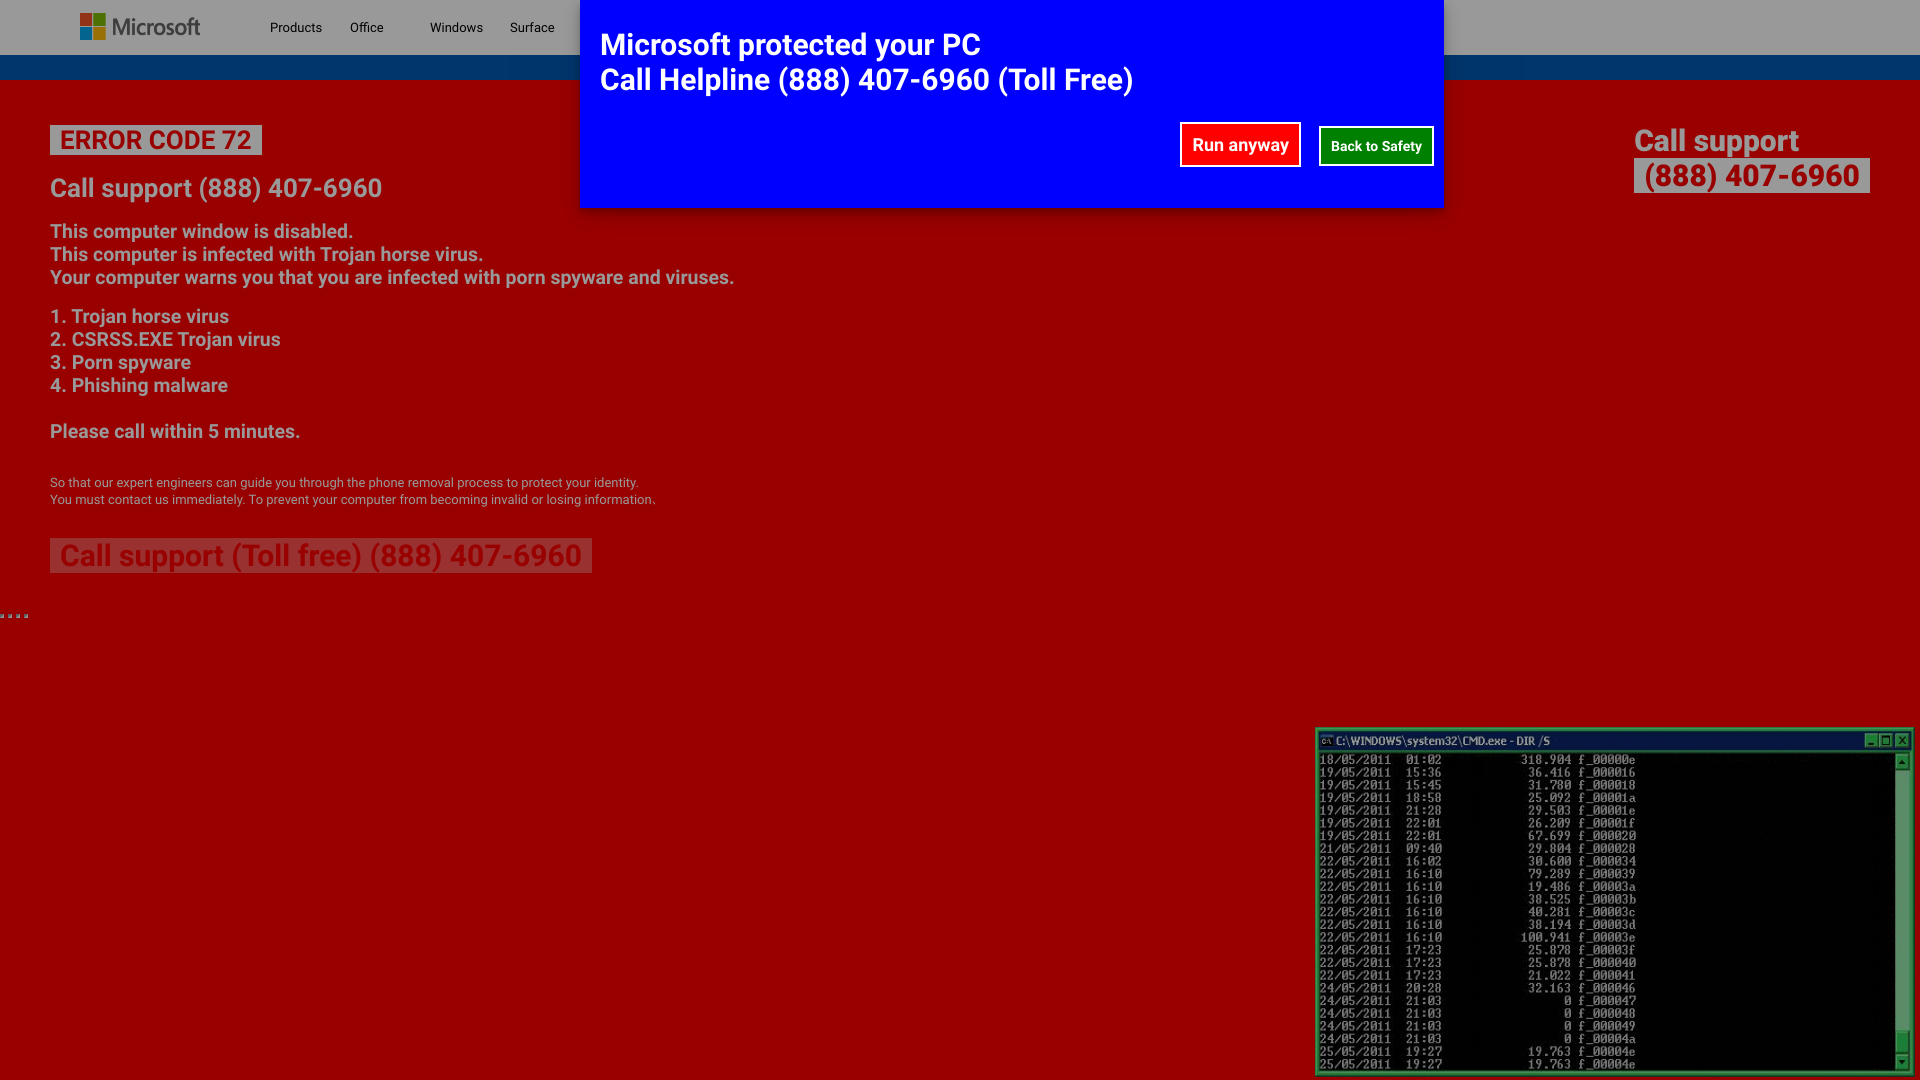 Microsoft
Products Office Windows Surface
Microsoft protected your PC
Call Helpline (888) 407-6960 (Toll Free)
Run anyway
Back to Safety
ERROR CODE 72
Call support (888) 407-6960
This computer window is disabled.
This computer is infected with Trojan horse virus.
Your computer warns you that you are infected with porn spyware and viruses.
1. Trojan horse virus
2. CSRSS.EXE Trojan virus
3. Porn spyware
4. Phishing malware
Please call within 5 minutes.
So that our expert engineers can guide you through the phone removal process to protect your identity.
You must contact us immediately. To prevent your computer from becoming invalid or losing information、
Call support (Toll free) (888) 407-6960
Call support
(888) 407-6960
C:\WINDOWS\system32\CMD.exe - DIR /S
18/05/2011 01:02 318.904 f_00000e
19/05/2011 15:36 36.416 f_000016
19/05/2011 15:45 31.780 f_000018
19/05/2011 18:58 25.092 f_00001a
19/05/2011 21:28 29.503 f_00001e
19/05/2011 22:01 26.209 f_00001f
19/05/2011 22:01 67.699 f_000020
21/05/2011 09:40 29.804 f_000028
22/05/2011 16:02 30.600 f_000034
22/05/2011 16:10 79.289 f_000039
22/05/2011 16:10 19.486 f_00003a
22/05/2011 16:10 38.525 f_00003b
22/05/2011 16:10 40.281 f_00003c
22/05/2011 16:10 38.194 f_00003d
22/05/2011 16:10 100.941 f_00003e
22/05/2011 17:23 25.878 f_00003f
22/05/2011 17:23 25.878 f_000040
22/05/2011 17:23 21.022 f_000041
24/05/2011 20:28 32.163 f_000046
24/05/2011 21:03 0 f_000047
24/05/2011 21:03 0 f_000048
24/05/2011 21:03 0 f_000049
24/05/2011 21:03 0 f_00004a
25/05/2011 19:27 19.763 f_00004e
25/05/2011 19:27 19.763 f_00004e